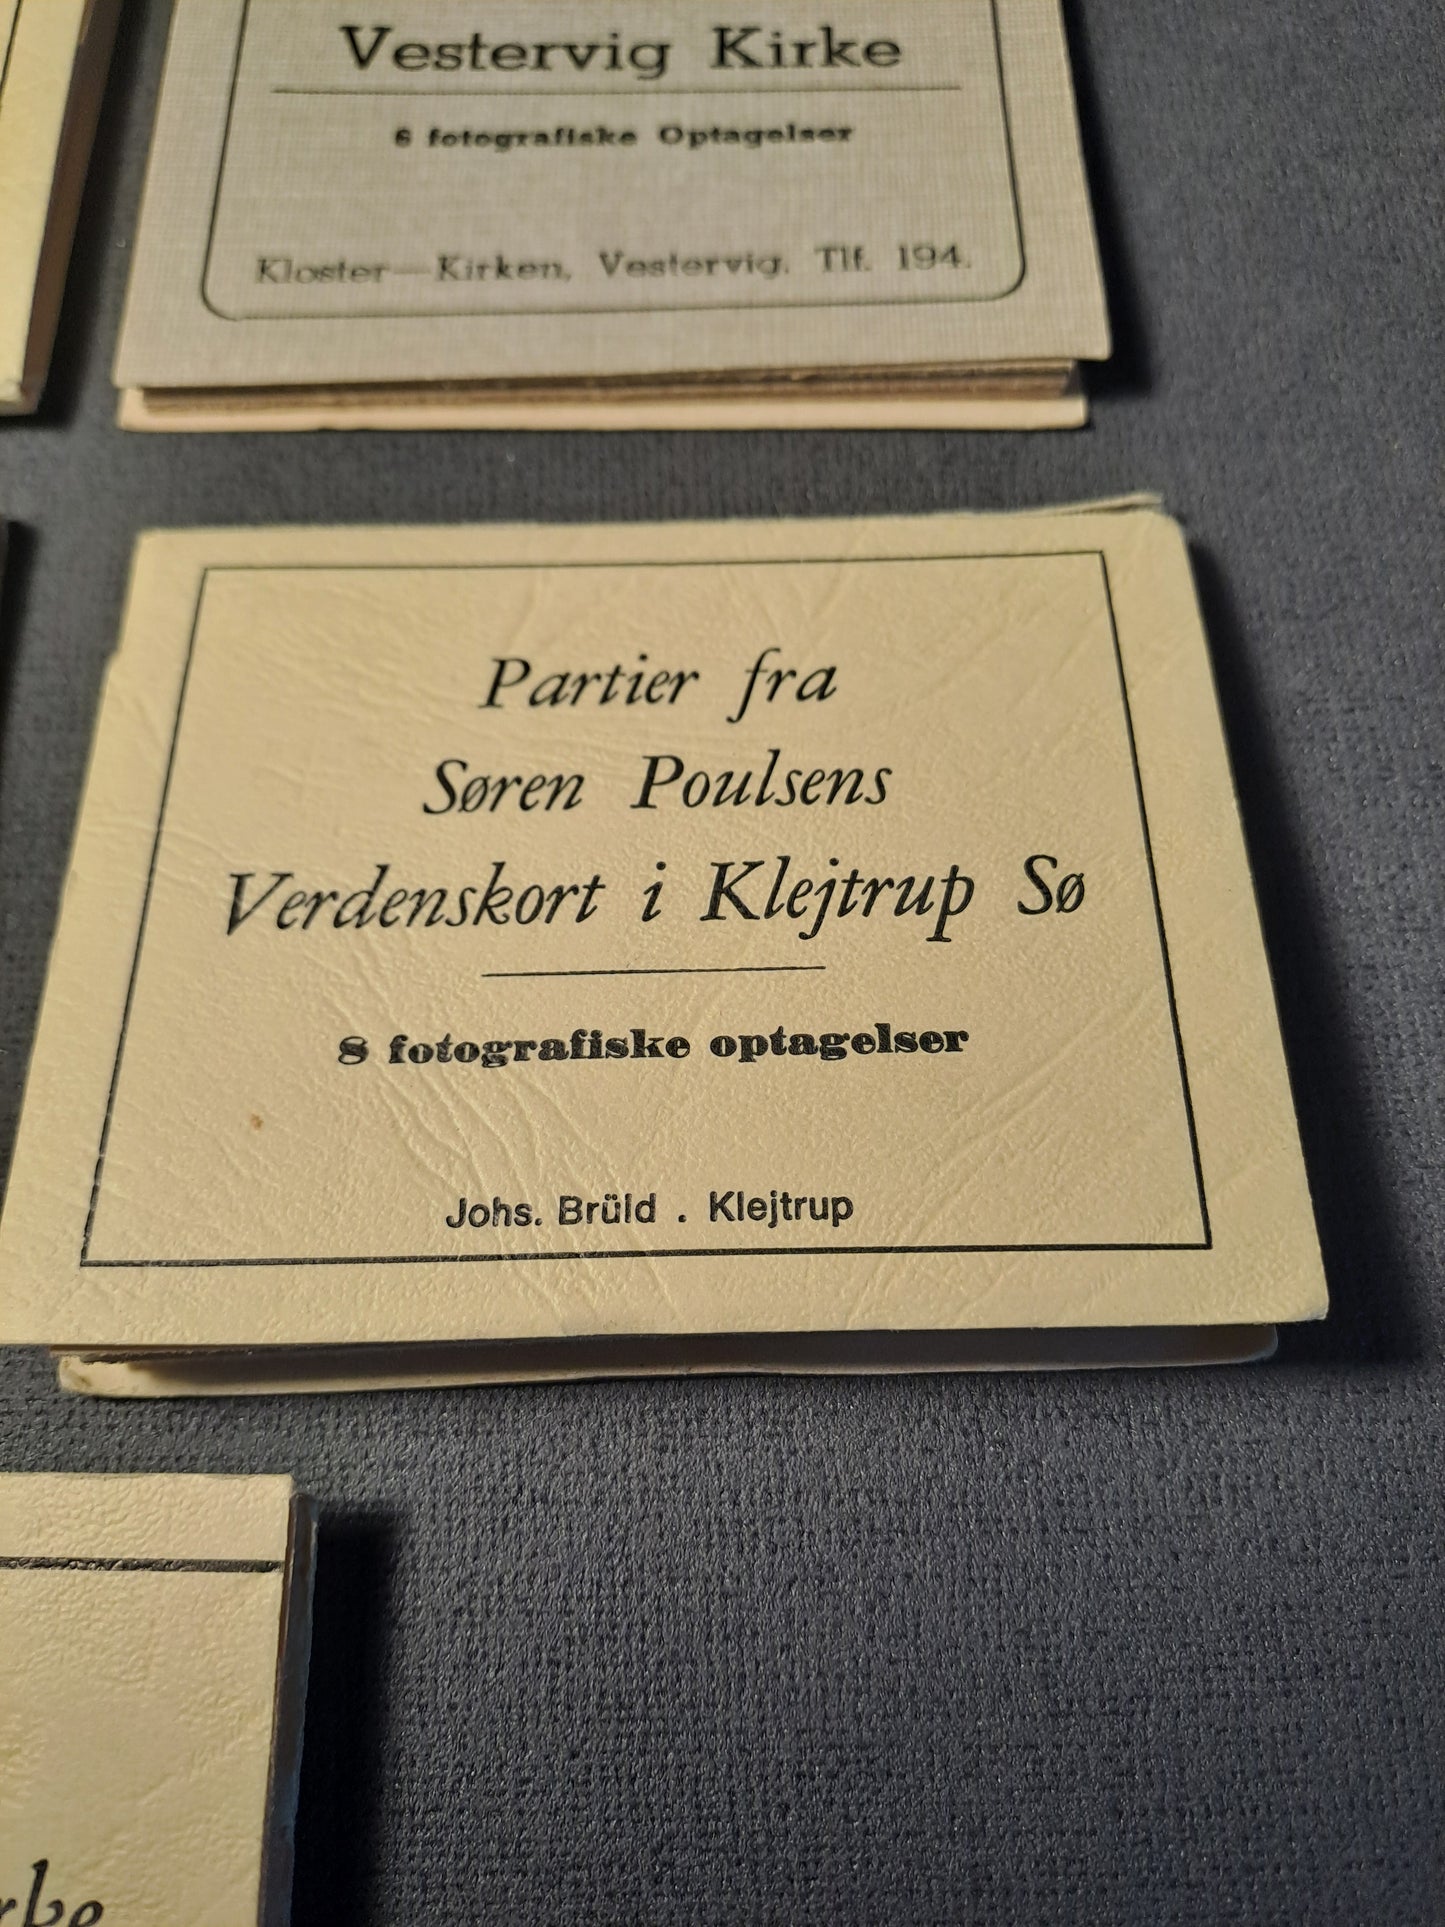 Vestervig Kirke
6 fotografiske Optagelser
Kloster—Kirken, Vestervig. Tlf. 194.
Partier fra
Søren Poulsens
Verdenskort i Klejtrup Sø
8 fotografiske optagelser
Johs. Brüld . Klejtrup